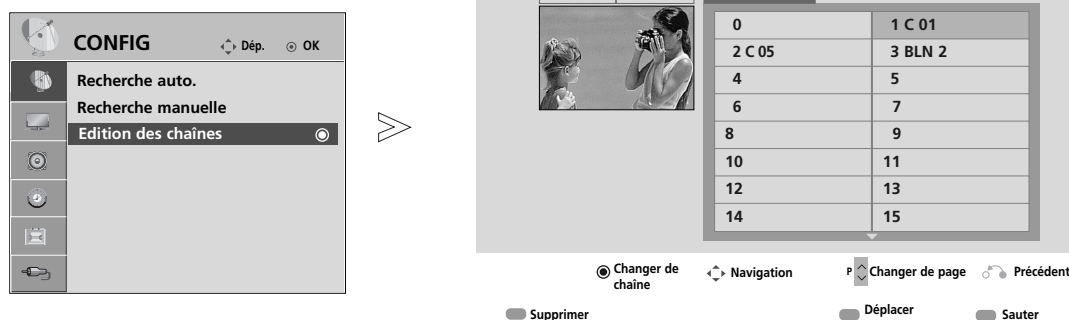 CONFIG
Dép. OK
Recherche auto.
Recherche manuelle
Edition des chaînes
0 1 C 01
2 C 05 3 BLN 2
4 5
6 7
8 9
10 11
12 13
14 15
Changer de chaîne
Navigation
P Changer de page
Précédent
Supprimer
Déplacer
Sauter